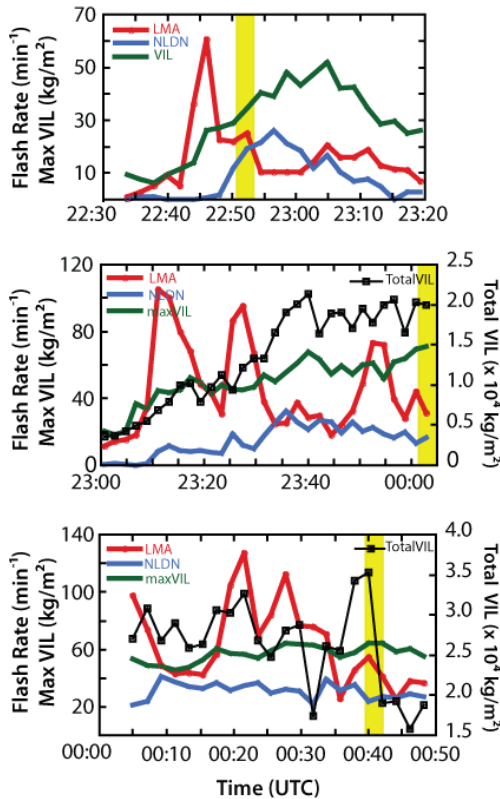 70
50
30
10
LMA
NLDN
VIL
Flash Rate (min⁻¹)
Max VIL (kg/m²)
22:30 22:40 22:50 23:00 23:10 23:20
120
80
40
0
LMA
NLDN
maxVIL
TotalVIL
Flash Rate (min⁻¹)
Max VIL (kg/m²)
2.5
2.0
1.5
1.0
0.5
0
Total VIL (x10⁴ kg/m²)
23:00 23:20 23:40 00:00
140
100
60
20
LMA
NLDN
maxVIL
TotalVIL
Flash Rate (min⁻¹)
Max VIL (kg/m²)
4.0
3.5
3.0
2.5
2.0
1.5
Total VIL (x10⁴ kg/m²)
00:00 00:10 00:20 00:30 00:40 00:50
Time (UTC)